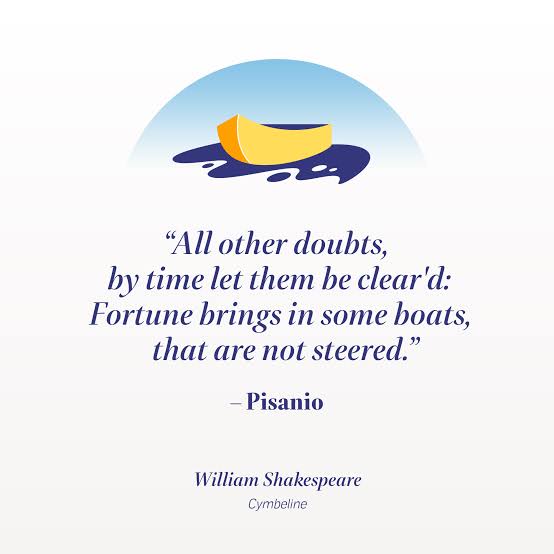 “All other doubts,
by time let them be clear'd:
Fortune brings in some boats,
that are not steered.”
– Pisanio
William Shakespeare
Cymbeline